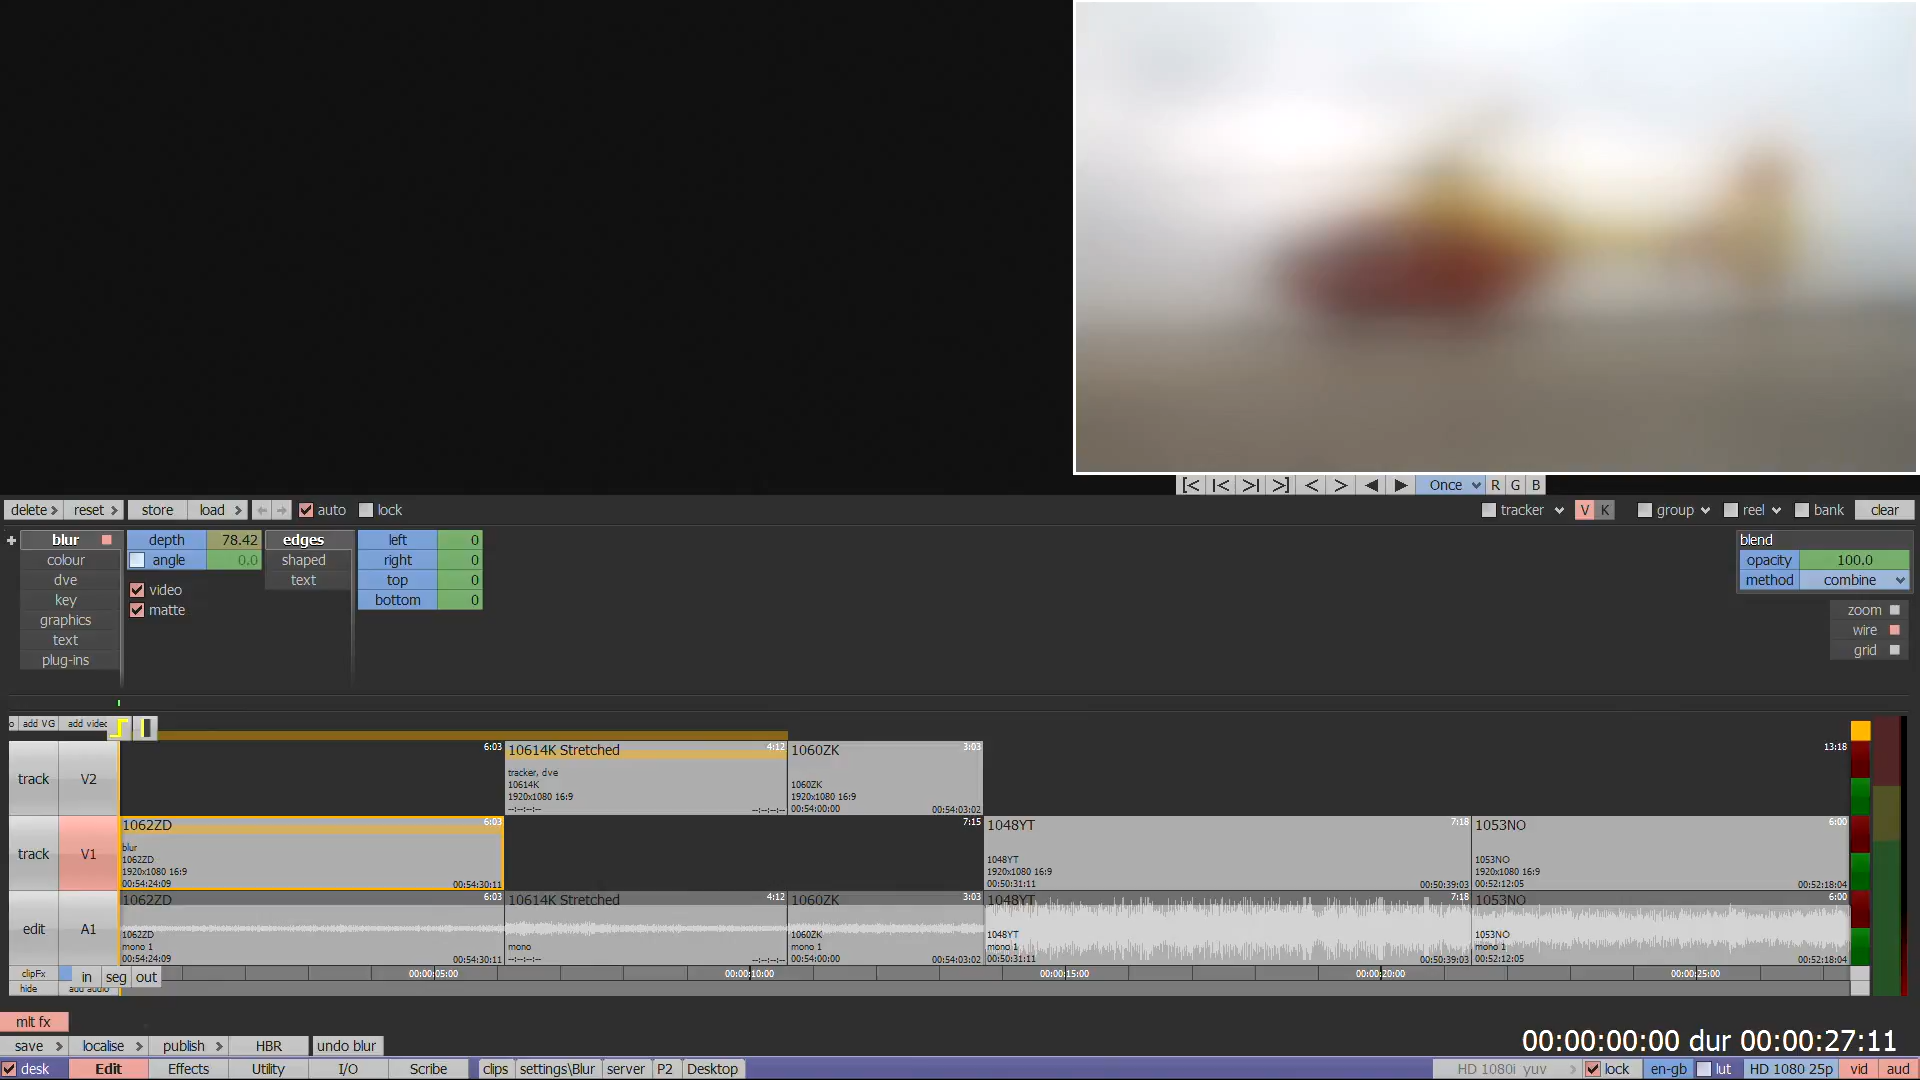 [< |< >| >] < > ◀ ▶ Once R G B
delete > reset > store load > auto lock tracker V K group reel bank clear
blur depth 78.42 edges left 0 blend
colour angle 0.0 shaped right 0 opacity 100.0
dve text top 0 method combine
video
key bottom 0
matte zoom
graphics wire
text grid
plug-ins
add VG add video
6:03 10614K Stretched 4:12 1060ZK 3:03 13:18
track V2
tracker, dve
10614K 1060ZK
1920x1080 16:9 1920x1080 16:9
--:--:--:- --:--:--:- 00:54:00:00 00:54:03:02
1062ZD 6:03 7:15 1048YT 7:18 1053NO 6:00
track V1
blur
1062ZD 1048YT 1053NO
1920x1080 16:9 1920x1080 16:9 1920x1080 16:9
00:54:24:09 00:54:30:11 00:50:31:11 00:50:39:03 00:52:12:05 00:52:18:04
1062ZD 6:03 10614K Stretched 4:12 1060ZK 3:03 1048YT 7:18 1053NO 6:00
edit A1
1062ZD 1060ZK 1048YT 1053NO
mono 1 mono mono 1 mono 1 mono 1
00:54:24:09 00:54:30:11 --:--:--:- --:--:--:- 00:54:00:00 00:54:03:02 00:50:31:11 00:50:39:03 00:52:12:05 00:52:18:04
clipFx in seg out 00:00:05:00 00:00:10:00 00:00:15:00 00:00:20:00 00:00:25:00
hide add audio
mlt fx
save > localise > publish > HBR undo blur 00:00:00:00 dur 00:00:27:11
desk Edit Effects Utility I/O Scribe clips settings\Blur server P2 Desktop HD 1080i yuv > lock en-gb lut HD 1080 25p vid aud